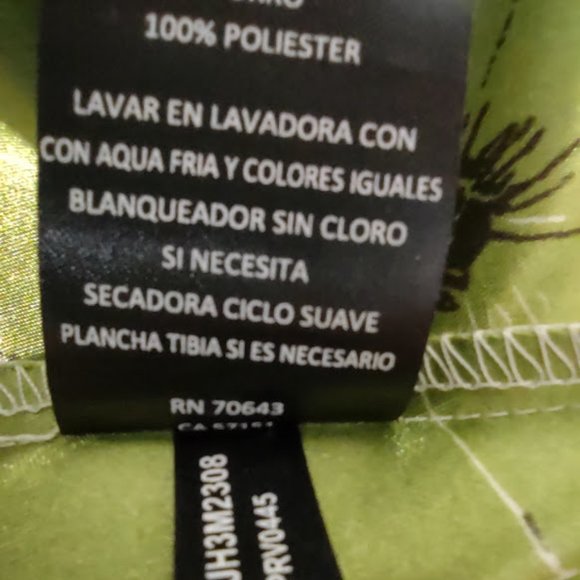 100% POLIESTER
LAVAR EN LAVADORA CON
CON AQUA FRIA Y COLORES IGUALES
BLANQUEADOR SIN CLORO
SI NECESITA
SECADORA CICLO SUAVE
PLANCHA TIBIA SI ES NECESARIO
RN 70643
JH3M2308
PRV0445